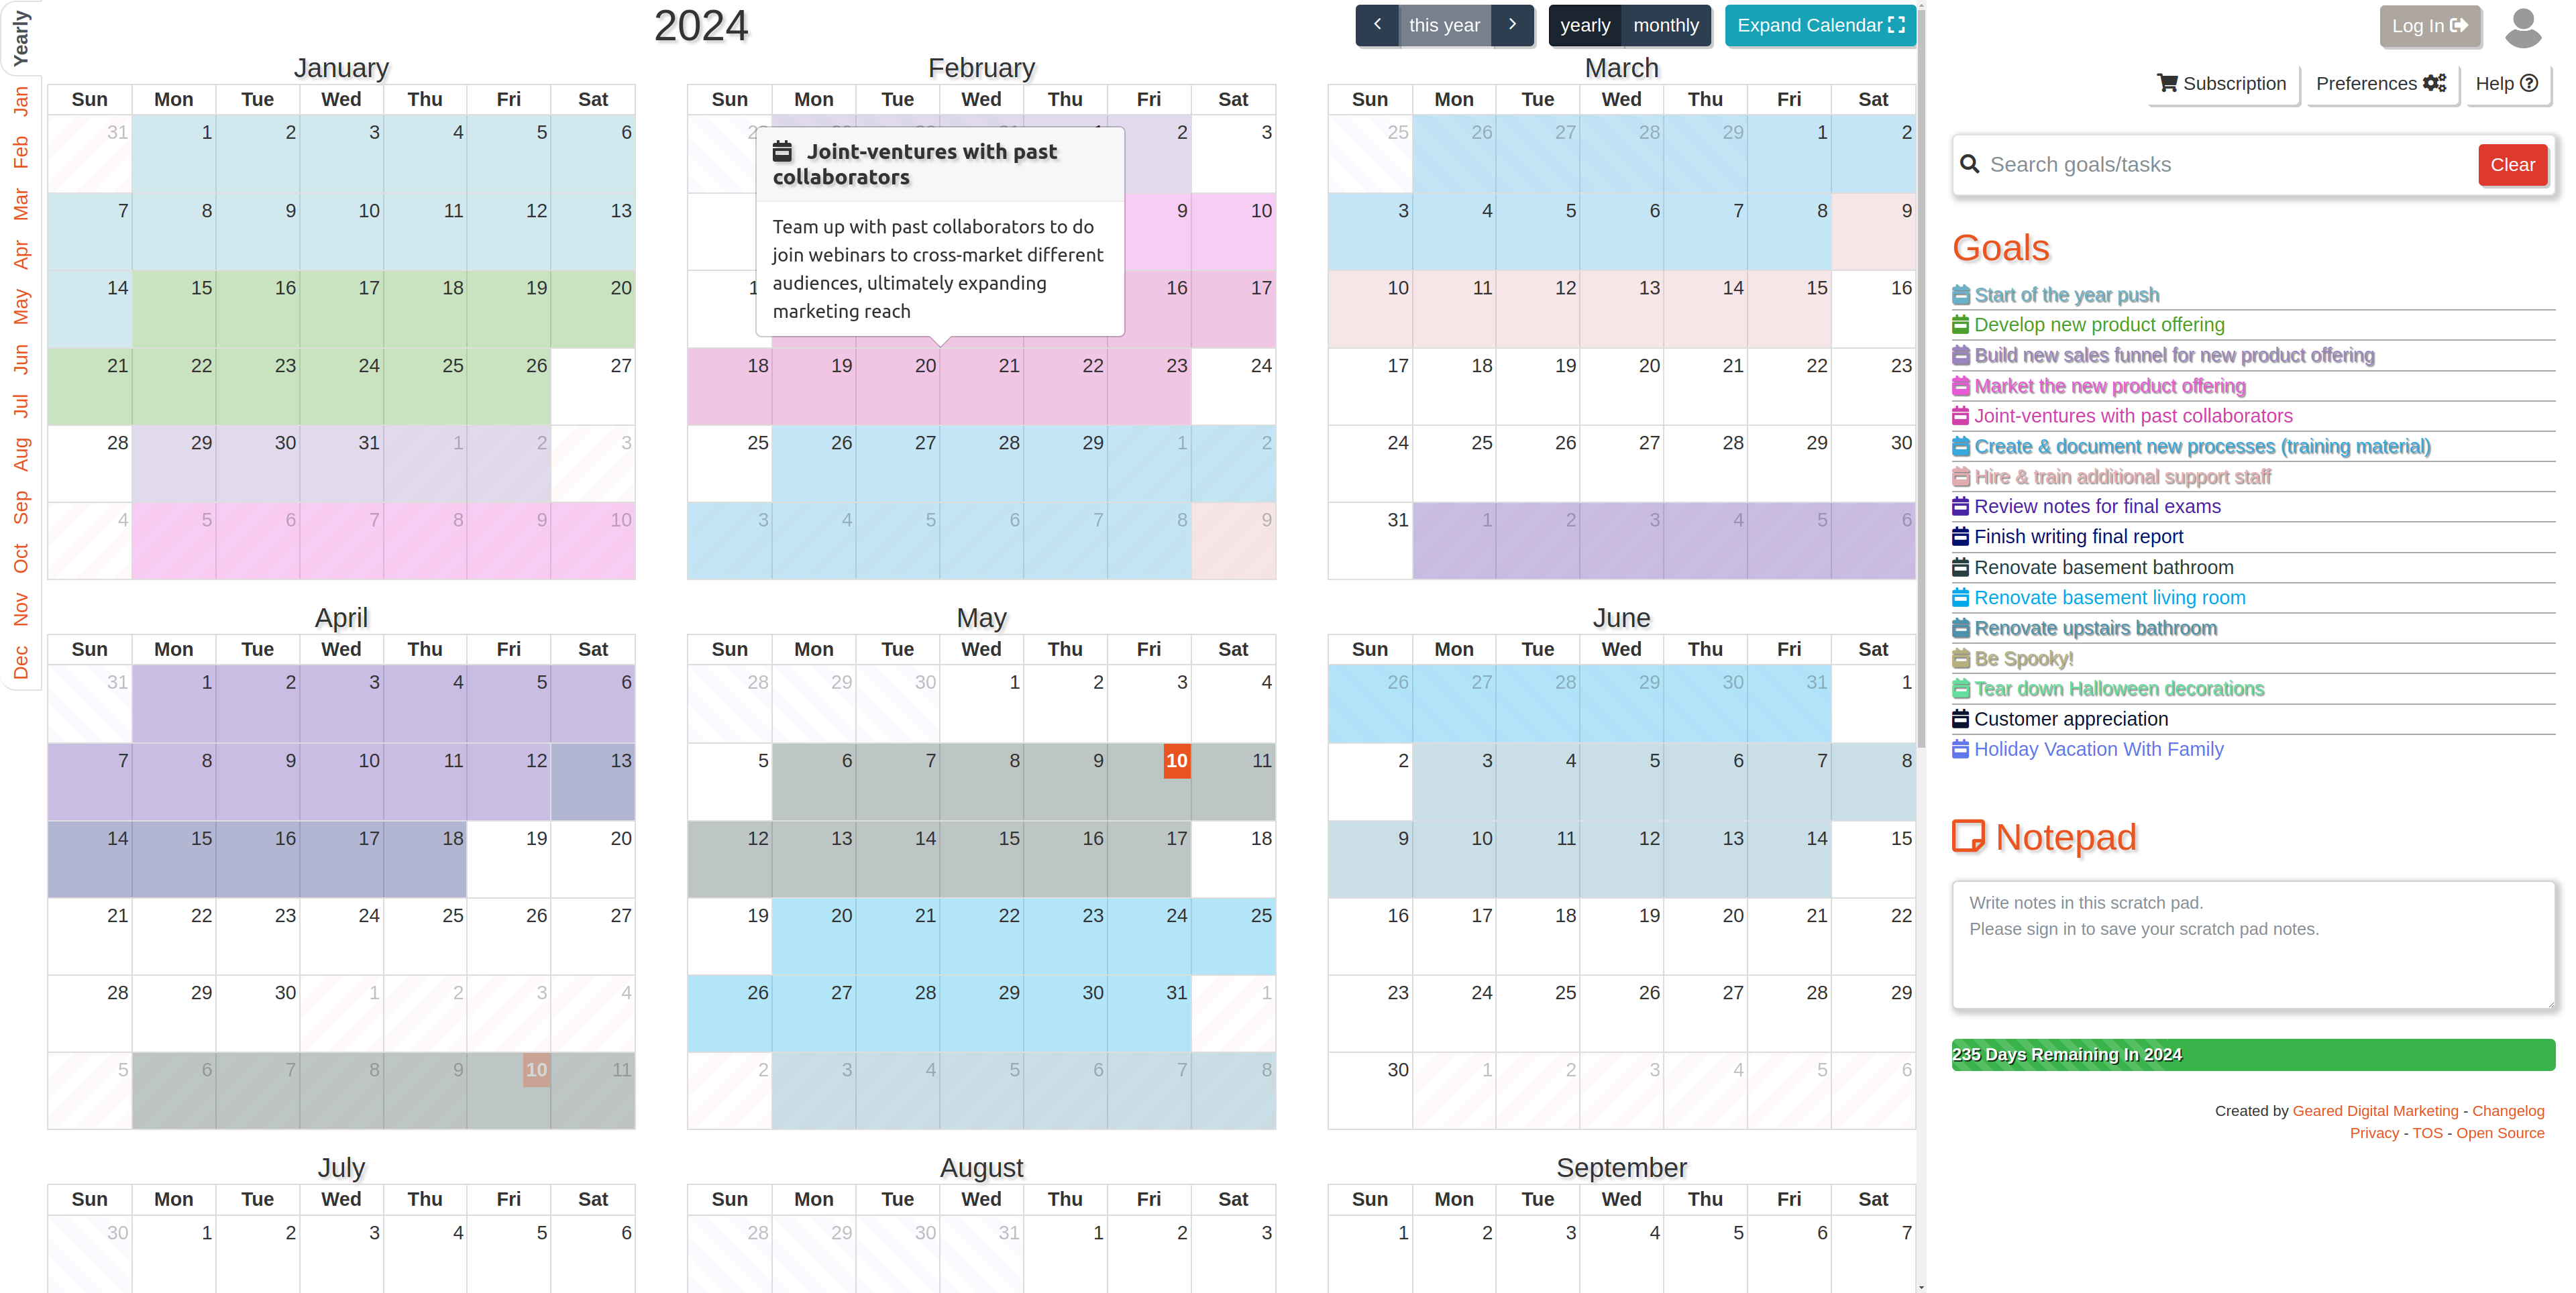 Yearly
Jan
Feb
Mar
Apr
May
Jun
Jul
Aug
Sep
Oct
Nov
Dec
2024
this year
yearly monthly
Expand Calendar
January
Sun Mon Tue Wed Thu Fri Sat
31 1 2 3 4 5 6
7 8 9 10 11 12 13
14 15 16 17 18 19 20
21 22 23 24 25 26 27
28 29 30 31 1 2 3
4 5 6 7 8 9 10
February
Sun Mon Tue Wed Thu Fri Sat
2 3
9 10
16 17
18 19 20 21 22 23 24
25 26 27 28 29 1 2
3 4 5 6 7 8 9
Joint-ventures with past
collaborators
Team up with past collaborators to do
join webinars to cross-market different
audiences, ultimately expanding
marketing reach
March
Sun Mon Tue Wed Thu Fri Sat
25 26 27 28 29 1 2
3 4 5 6 7 8 9
10 11 12 13 14 15 16
17 18 19 20 21 22 23
24 25 26 27 28 29 30
31 1 2 3 4 5 6
April
Sun Mon Tue Wed Thu Fri Sat
31 1 2 3 4 5 6
7 8 9 10 11 12 13
14 15 16 17 18 19 20
21 22 23 24 25 26 27
28 29 30 1 2 3 4
5 6 7 8 9 10 11
May
Sun Mon Tue Wed Thu Fri Sat
28 29 30 1 2 3 4
5 6 7 8 9 10 11
12 13 14 15 16 17 18
19 20 21 22 23 24 25
26 27 28 29 30 31 1
2 3 4 5 6 7 8
June
Sun Mon Tue Wed Thu Fri Sat
26 27 28 29 30 31 1
2 3 4 5 6 7 8
9 10 11 12 13 14 15
16 17 18 19 20 21 22
23 24 25 26 27 28 29
30 1 2 3 4 5 6
July
Sun Mon Tue Wed Thu Fri Sat
30 1 2 3 4 5 6
August
Sun Mon Tue Wed Thu Fri Sat
28 29 30 31 1 2 3
September
Sun Mon Tue Wed Thu Fri Sat
1 2 3 4 5 6 7
Log In
Subscription
Preferences
Help
Search goals/tasks
Clear
Goals
Start of the year push
Develop new product offering
Build new sales funnel for new product offering
Market the new product offering
Joint-ventures with past collaborators
Create & document new processes (training material)
Hire & train additional support staff
Review notes for final exams
Finish writing final report
Renovate basement bathroom
Renovate basement living room
Renovate upstairs bathroom
Be Spooky!
Tear down Halloween decorations
Customer appreciation
Holiday Vacation With Family
Notepad
Write notes in this scratch pad.
Please sign in to save your scratch pad notes.
235 Days Remaining In 2024
Created by Geared Digital Marketing - Changelog
Privacy - TOS - Open Source